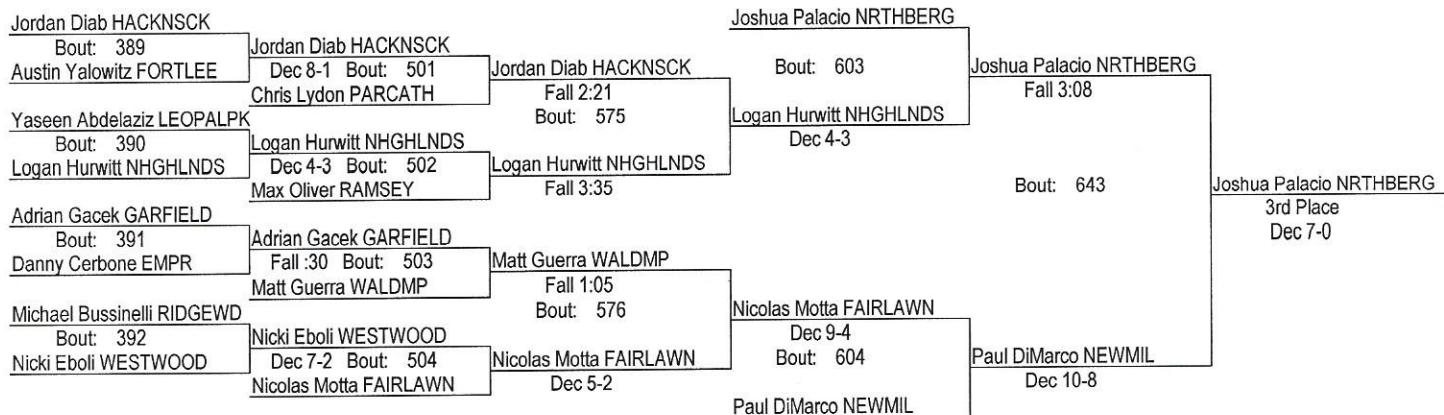 Jordan Diab HACKNSCK
Bout: 389
Austin Yalowitz FORTLEE
Yaseen Abdelaziz LEOPALPK
Bout: 390
Logan Hurwitt NHGHLNDS
Adrian Gacek GARFIELD
Bout: 391
Danny Cerbone EMPR
Michael Bussinelli RIDGEWD
Bout: 392
Nicki Eboli WESTWOOD
Jordan Diab HACKNSCK
Dec 8-1 Bout: 501
Chris Lydon PARCATH
Logan Hurwitt NHGHLNDS
Dec 4-3 Bout: 502
Max Oliver RAMSEY
Adrian Gacek GARFIELD
Fall :30 Bout: 503
Matt Guerra WALDMP
Nicki Eboli WESTWOOD
Dec 7-2 Bout: 504
Nicolas Motta FAIRLAWN
Jordan Diab HACKNSCK
Fall 2:21
Bout: 575
Logan Hurwitt NHGHLNDS
Fall 3:35
Matt Guerra WALDMP
Fall 1:05
Bout: 576
Nicolas Motta FAIRLAWN
Dec 5-2
Joshua Palacio NRTHBERG
Bout: 603
Logan Hurwitt NHGHLNDS
Dec 4-3
Nicolas Motta FAIRLAWN
Dec 9-4
Bout: 604
Paul DiMarco NEWMIL
Joshua Palacio NRTHBERG
Fall 3:08
Bout: 643
Paul DiMarco NEWMIL
Dec 10-8
Joshua Palacio NRTHBERG
3rd Place
Dec 7-0